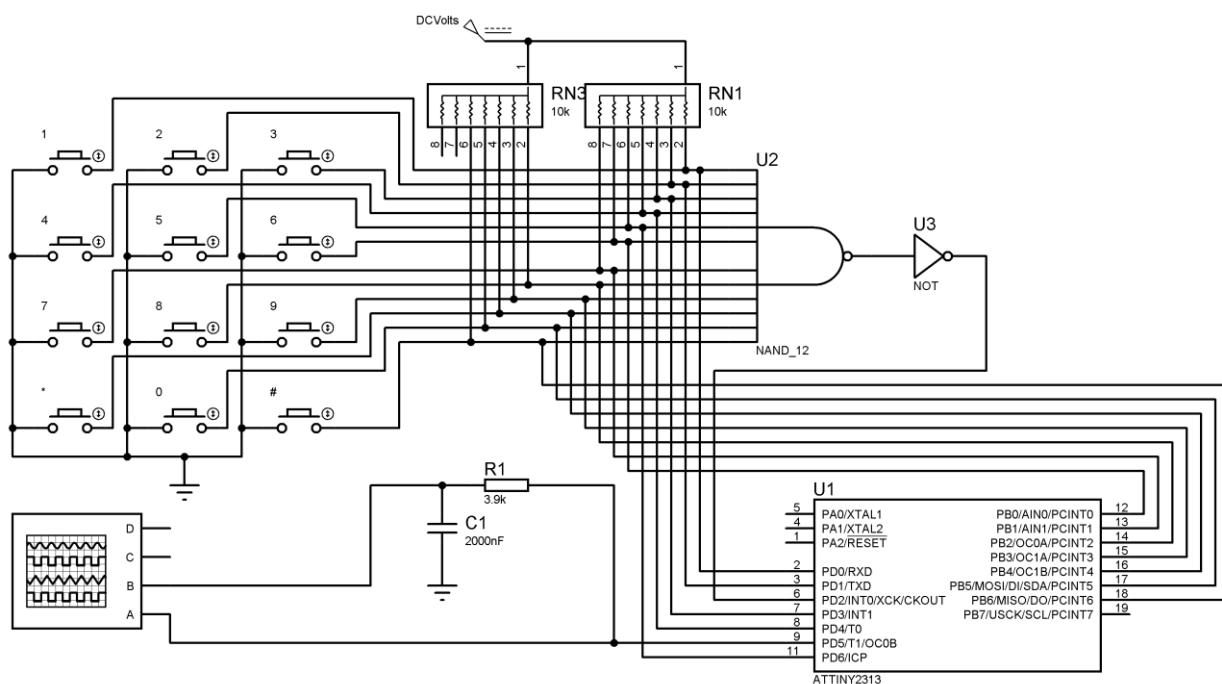 DCVolts
1
1
RN3
10k
RN1
10k
8 7 6 5 4 3 2
8 7 6 5 4 3 2
1
2
3
U2
4
5
6
U3
NOT
7
8
9
NAND_12
*
0
#
R1
3.9k
C1
2000nF
D
C
B
A
U1
5 PA0/XTAL1
4 PA1/XTAL2
1 PA2/RESET
2 PD0/RXD
3 PD1/TXD
6 PD2/INT0/XCK/CKOUT
7 PD3/INT1
8 PD4/T0
9 PD5/T1/OC0B
11 PD6/ICP
PB0/AIN0/PCINT0 12
PB1/AIN1/PCINT1 13
PB2/OC0A/PCINT2 14
PB3/OC1A/PCINT3 15
PB4/OC1B/PCINT4 16
PB5/MOSI/DI/SDA/PCINT5 17
PB6/MISO/DO/PCINT6 18
PB7/USCK/SCL/PCINT7 19
ATTINY2313